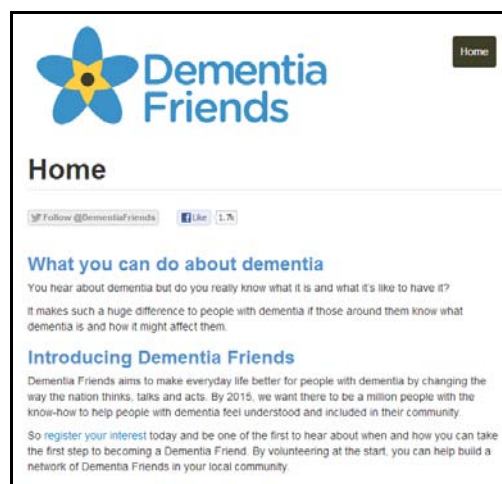 Dementia
Friends
Home
Home
Follow @DementiaFriends
Like 1.7k
What you can do about dementia
You hear about dementia but do you really know what it is and what it's like to have it?
It makes such a huge difference to people with dementia if those around them know what
dementia is and how it might affect them.
Introducing Dementia Friends
Dementia Friends aims to make everyday life better for people with dementia by changing the
way the nation thinks, talks and acts. By 2015, we want there to be a million people with the
know-how to help people with dementia feel understood and included in their community.
So register your interest today and be one of the first to hear about when and how you can take
the first step to becoming a Dementia Friend. By volunteering at the start, you can help build a
network of Dementia Friends in your local community.